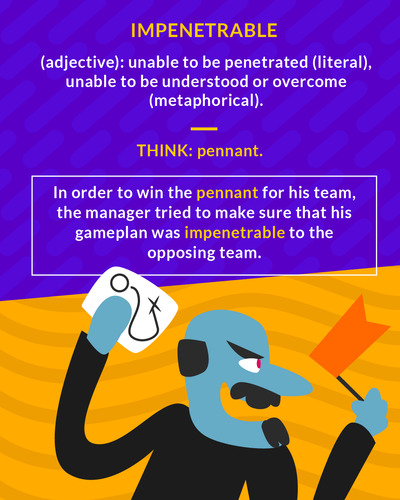 IMPENETRABLE
(adjective): unable to be penetrated (literal),
unable to be understood or overcome
(metaphorical).
THINK: pennant.
In order to win the pennant for his team,
the manager tried to make sure that his
gameplan was impenetrable to the
opposing team.